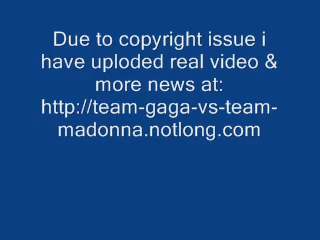 Due to copyright issue i
have uploded real video &
more news at:
http://team-gaga-vs-team-
madonna.notlong.com